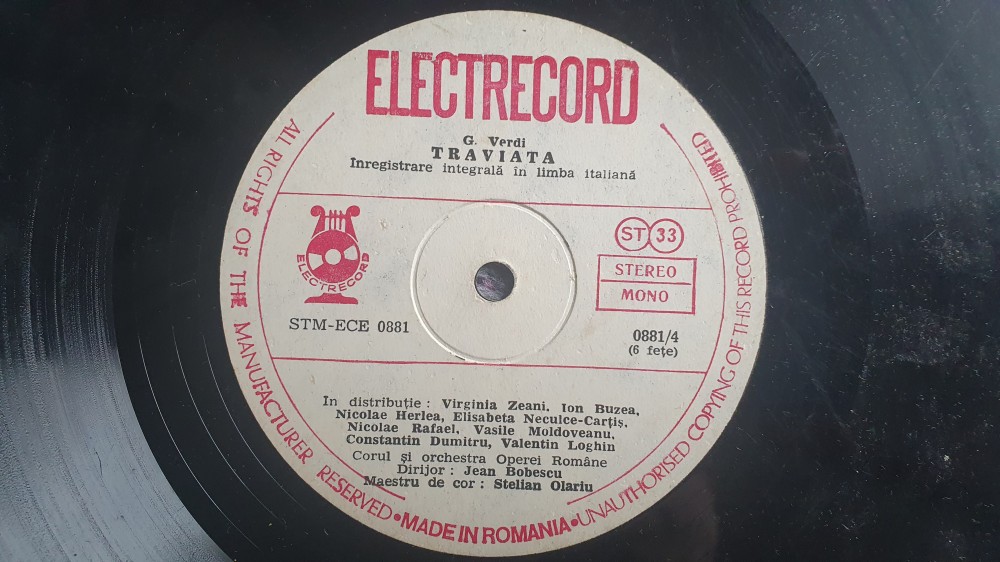 ELECTRECORD
G. Verdi
TRAVIATA
Inregistrare integrală în limba italiană
ELECTRECORD
STM-ECE 0881
ST 33
STEREO
MONO
0881/4
(6 fețe)
In distribuție : Virginia Zeani, Ion Buzea,
Nicolae Herlea, Elisabeta Neculce-Cartiș,
Nicolae Rafael, Vasile Moldoveanu,
Constantin Dumitru, Valentin Loghin
Corul și orchestra Operei Române
Dirijor : Jean Bobescu
Maestru de cor : Stelian Olariu
ALL RIGHTS OF THE MANUFACTURER RESERVED • MADE IN ROMANIA • UNAUTHORISED COPYING OF THIS RECORD PROHIBITED